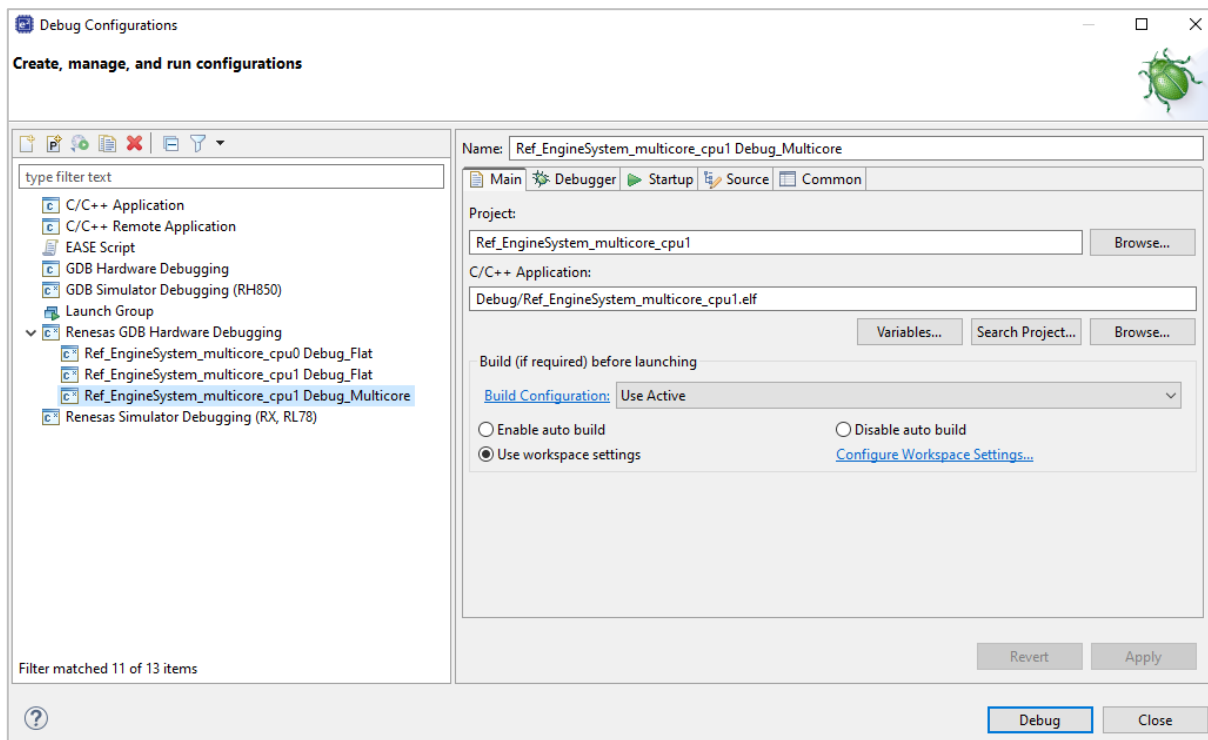 Debug Configurations
Create, manage, and run configurations
Name: Ref_EngineSystem_multicore_cpu1 Debug_Multicore
type filter text
C/C++ Application
C/C++ Remote Application
EASE Script
GDB Hardware Debugging
GDB Simulator Debugging (RH850)
Launch Group
Renesas GDB Hardware Debugging
Ref_EngineSystem_multicore_cpu0 Debug_Flat
Ref_EngineSystem_multicore_cpu1 Debug_Flat
Ref_EngineSystem_multicore_cpu1 Debug_Multicore
Renesas Simulator Debugging (RX, RL78)
Filter matched 11 of 13 items
Main Debugger Startup Source Common
Project:
Ref_EngineSystem_multicore_cpu1 Browse...
C/C++ Application:
Debug/Ref_EngineSystem_multicore_cpu1.elf
Variables... Search Project... Browse...
Build (if required) before launching
Build Configuration: Use Active
Enable auto build Disable auto build
Use workspace settings Configure Workspace Settings...
Revert Apply
? Debug Close